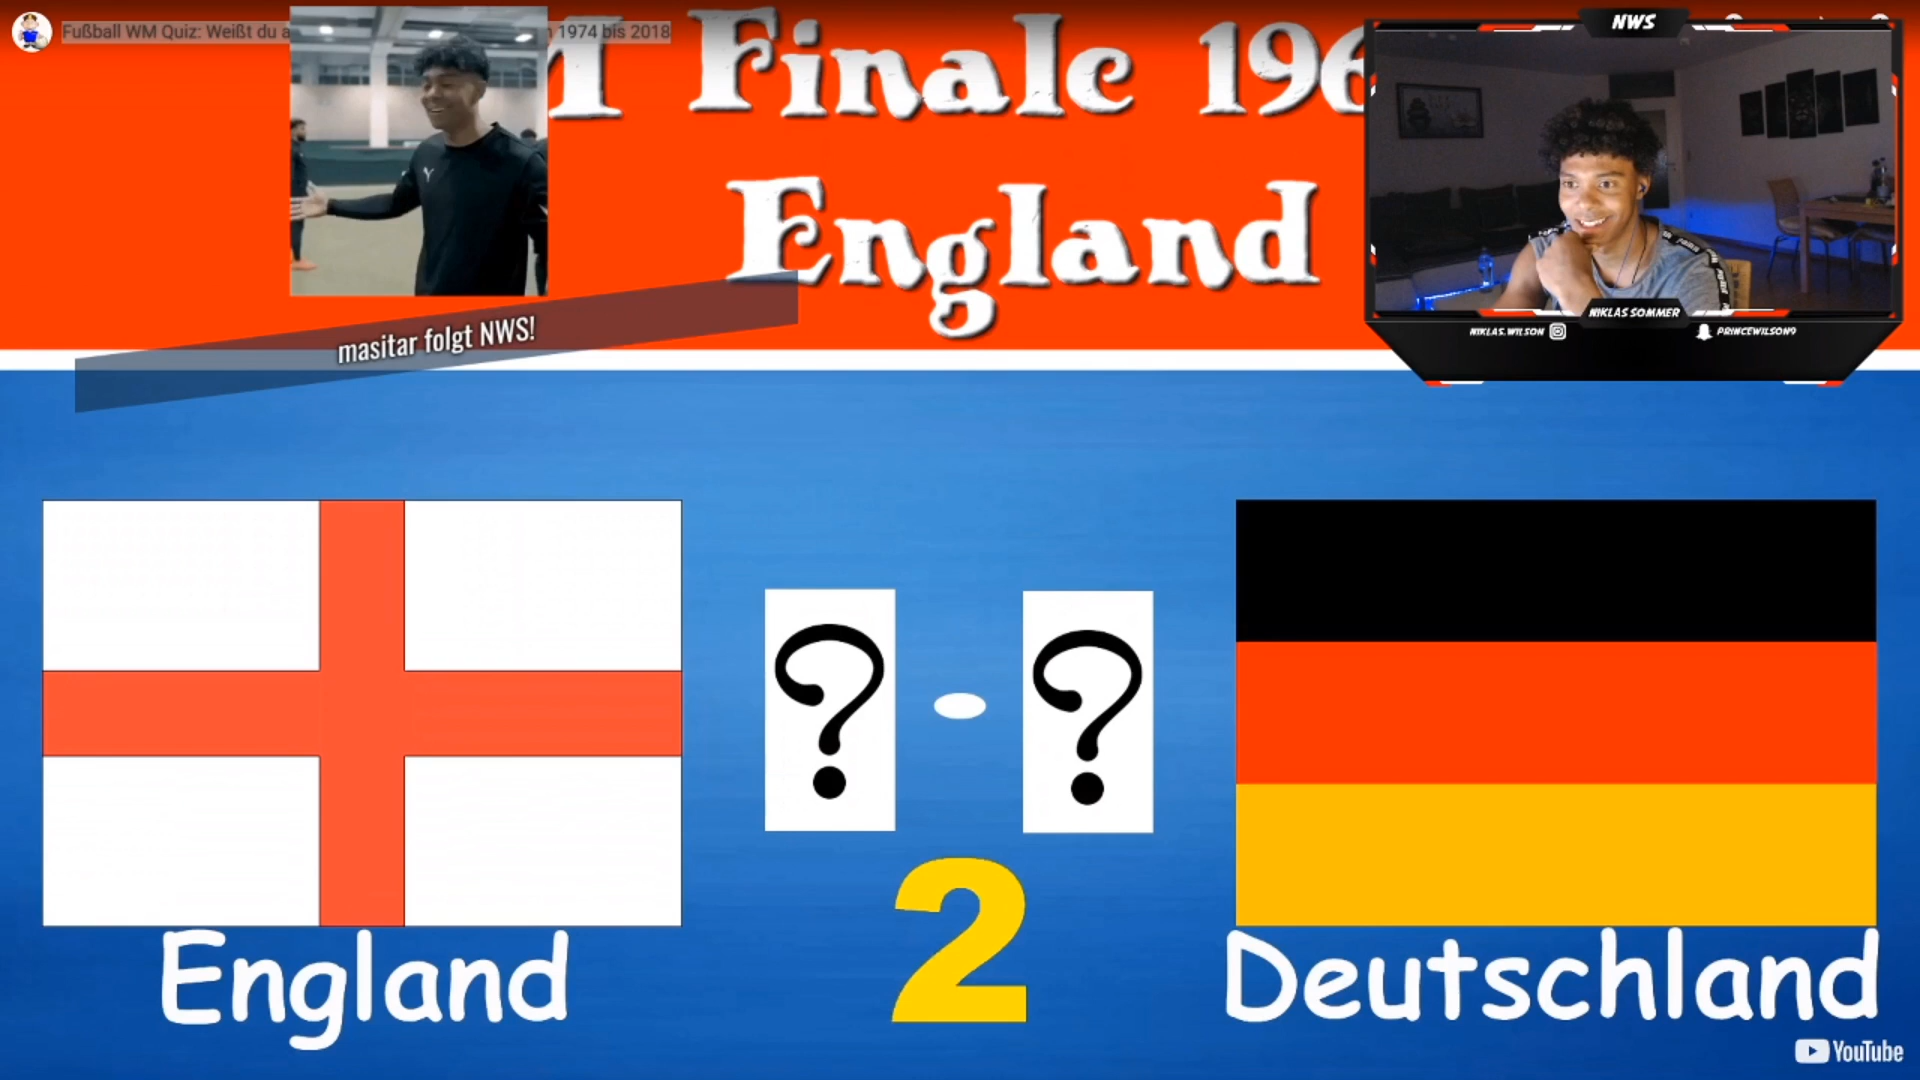 Fußball WM Quiz: Weißt du
1974 bis 2018
Finale 196
England
NWS
NIKLAS SOMMER
NIKLAS.WILSON
PRINCEWILSON9
masitar folgt NWS!
? - ?
2
England
Deutschland
YouTube